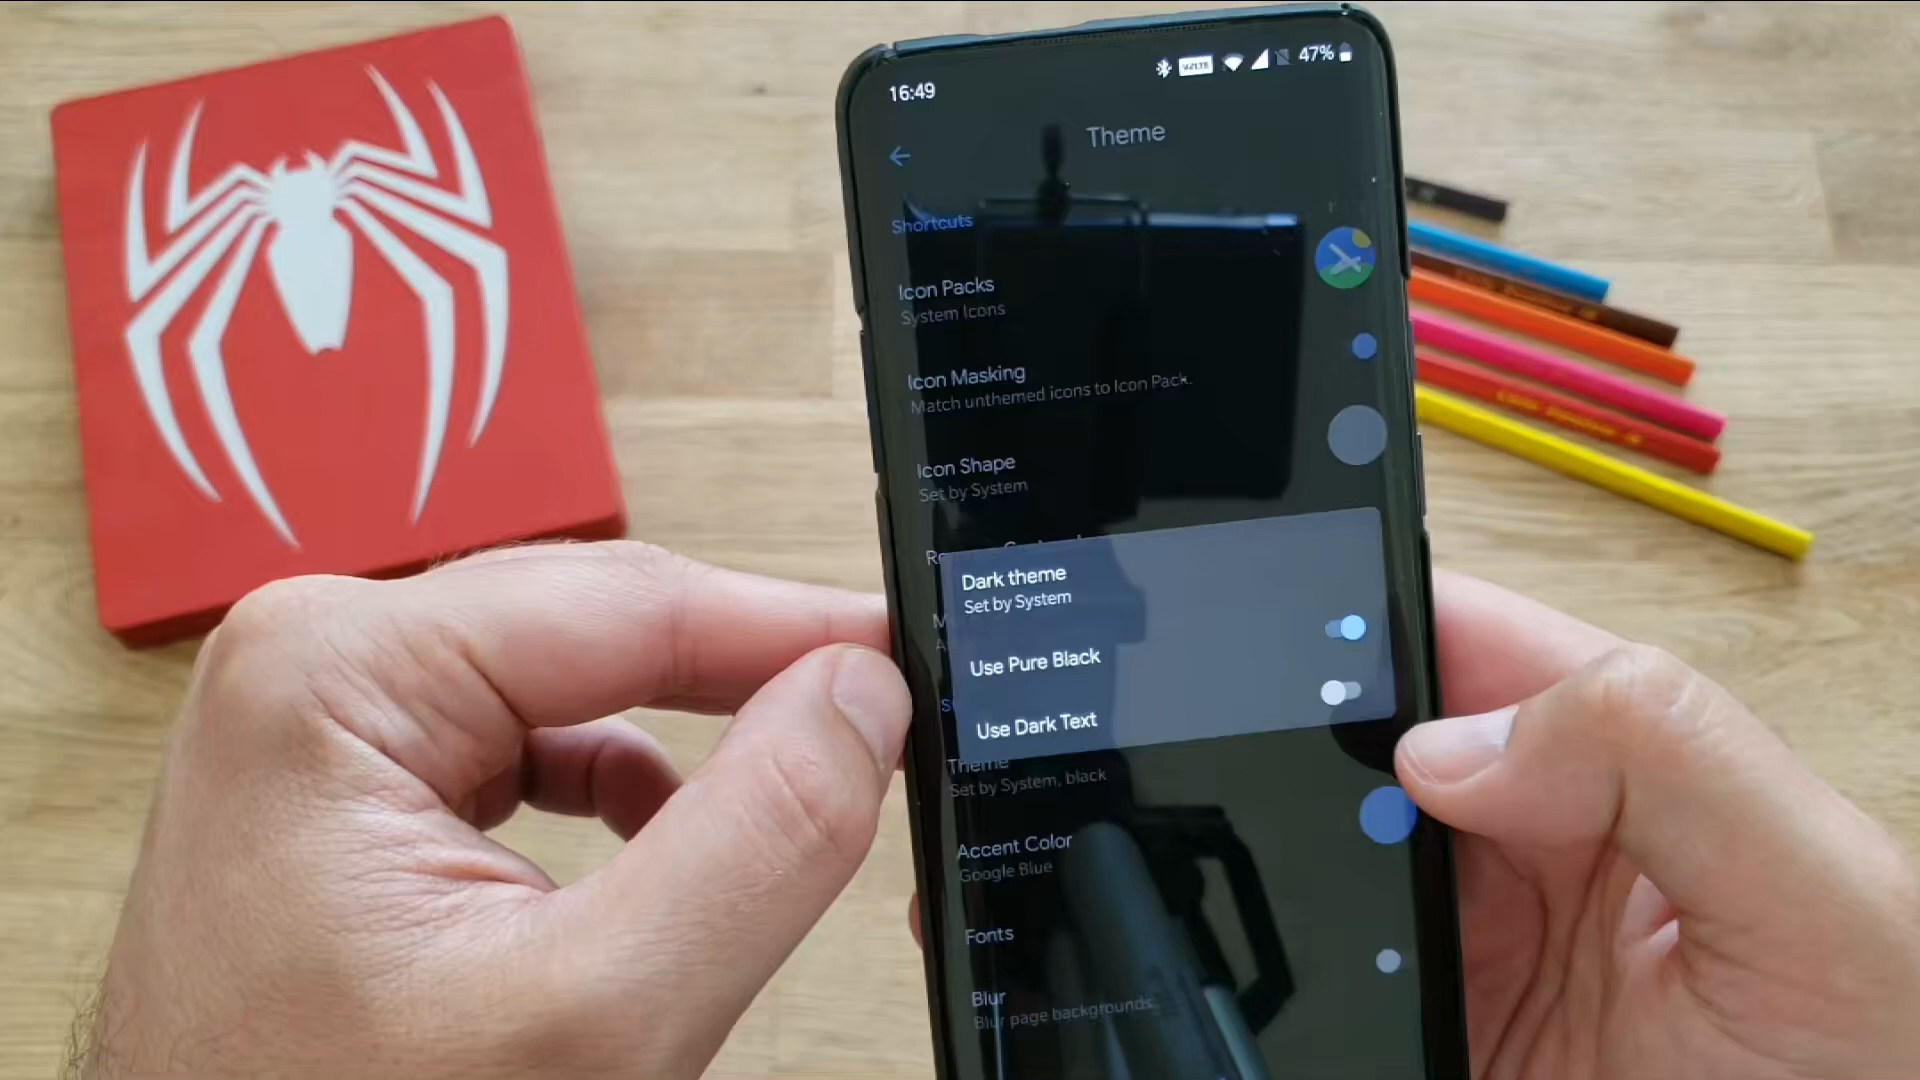 16:49
VoLTE
47%
Theme
Shortcuts
Icon Packs
System Icons
Icon Masking
Match unthemed icons to Icon Pack.
Icon Shape
Set by System
Dark theme
Set by System
Use Pure Black
Use Dark Text
Theme
Set by System, black
Accent Color
Google Blue
Fonts
Blur
Blur page backgrounds